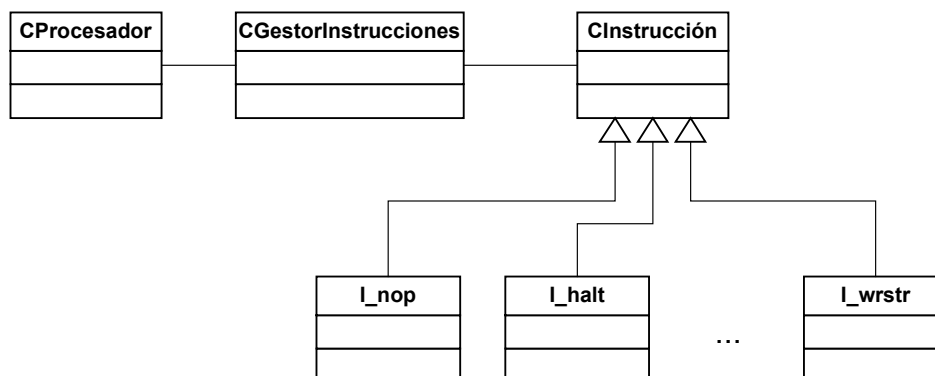 CProcesador
CGestorInstrucciones
CInstrucción
I_nop
I_halt
I_wrstr
...